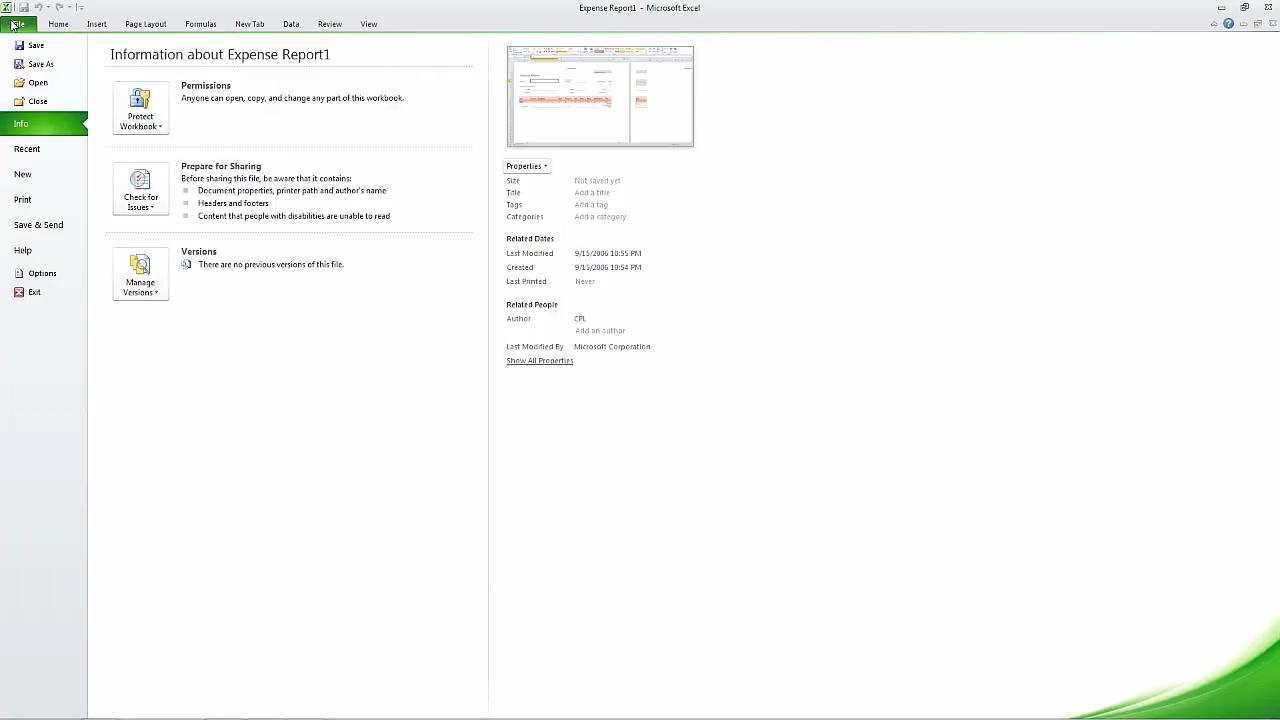 Expense Report1 - Microsoft Excel
Home Insert Page Layout Formulas New Tab Data Review View
Save
Save As
Open
Close
Info
Recent
New
Print
Save & Send
Help
Options
Exit
Information about Expense Report1
Protect Workbook
Permissions
Anyone can open, copy, and change any part of this workbook.
Check for Issues
Prepare for Sharing
Before sharing this file, be aware that it contains:
Document properties, printer path and author's name
Headers and footers
Content that people with disabilities are unable to read
Manage Versions
Versions
There are no previous versions of this file.
Properties
Size Not saved yet
Title Add a title
Tags Add a tag
Categories Add a category
Related Dates
Last Modified 9/15/2006 10:55 PM
Created 9/15/2006 10:54 PM
Last Printed Never
Related People
Author CPL
Add an author
Last Modified By Microsoft Corporation
Show All Properties